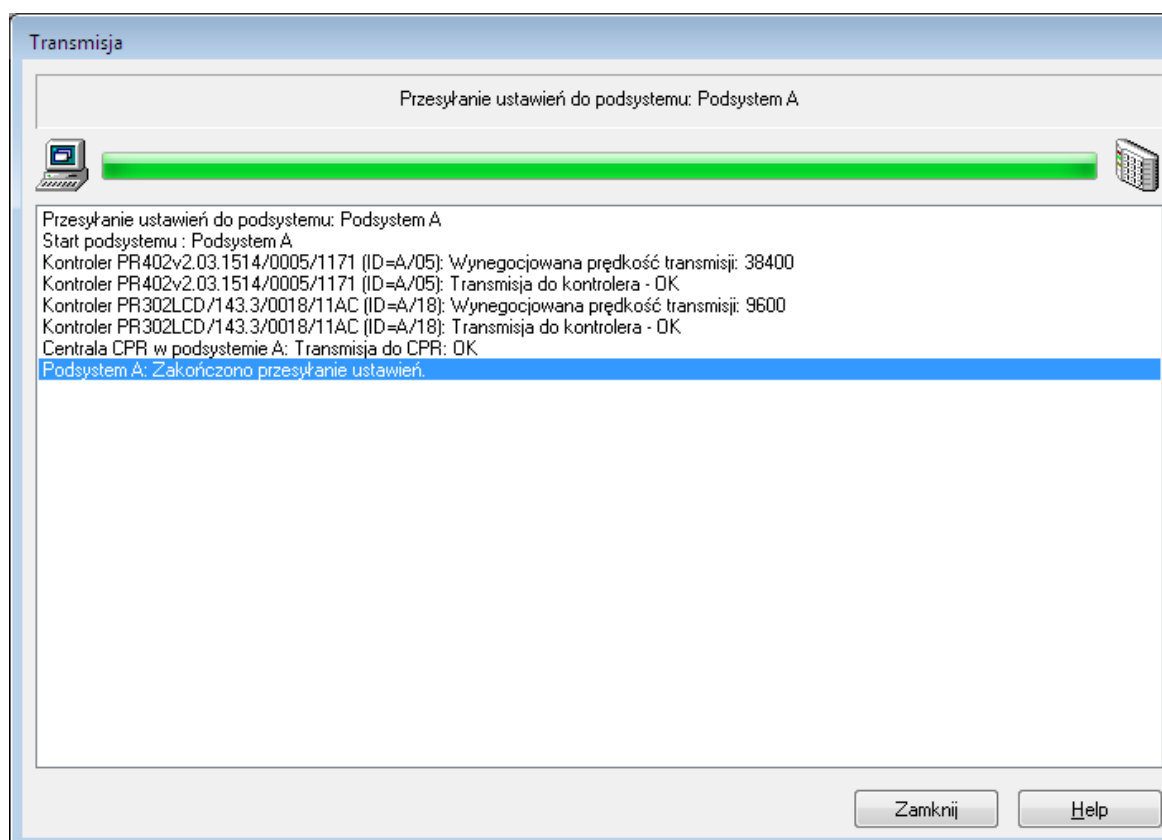 Transmisja
Przesyłanie ustawień do podsystemu: Podsystem A
Przesyłanie ustawień do podsystemu: Podsystem A
Start podsystemu : Podsystem A
Kontroler PR402v2.03.1514/0005/1171 (ID=A/05): Wynegocjowana prędkość transmisji: 38400
Kontroler PR402v2.03.1514/0005/1171 (ID=A/05): Transmisja do kontrolera - OK
Kontroler PR302LCD/143.3/0018/11AC (ID=A/18): Wynegocjowana prędkość transmisji: 9600
Kontroler PR302LCD/143.3/0018/11AC (ID=A/18): Transmisja do kontrolera - OK
Centrala CPR w podsystemie A: Transmisja do CPR: OK
Podsystem A: Zakończono przesyłanie ustawień.
Zamknij
Help